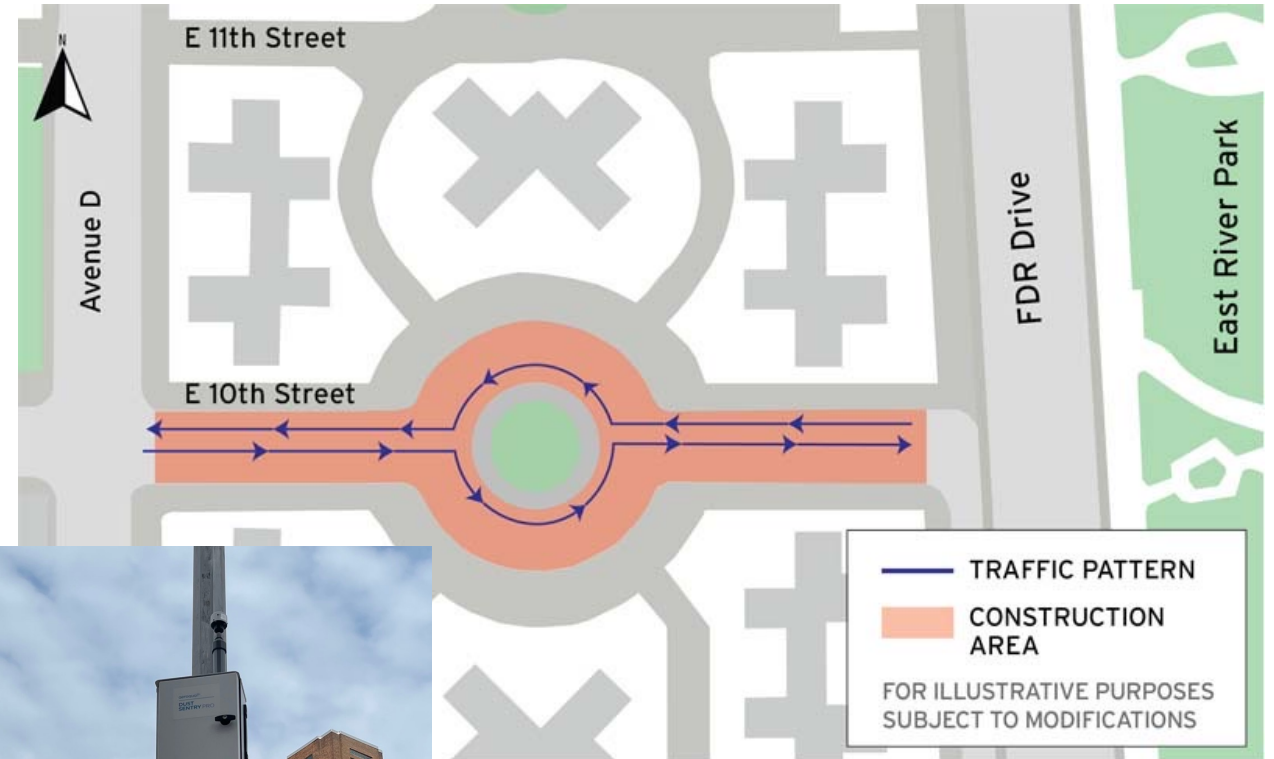 N
E 11th Street
Avenue D
FDR Drive
East River Park
E 10th Street
TRAFFIC PATTERN
CONSTRUCTION
AREA
FOR ILLUSTRATIVE PURPOSES
SUBJECT TO MODIFICATIONS
DUST
SENTRY PRO